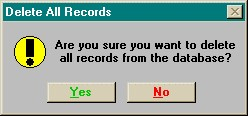 Delete All Records
Are you sure you want to delete
all records from the database?
Yes
No